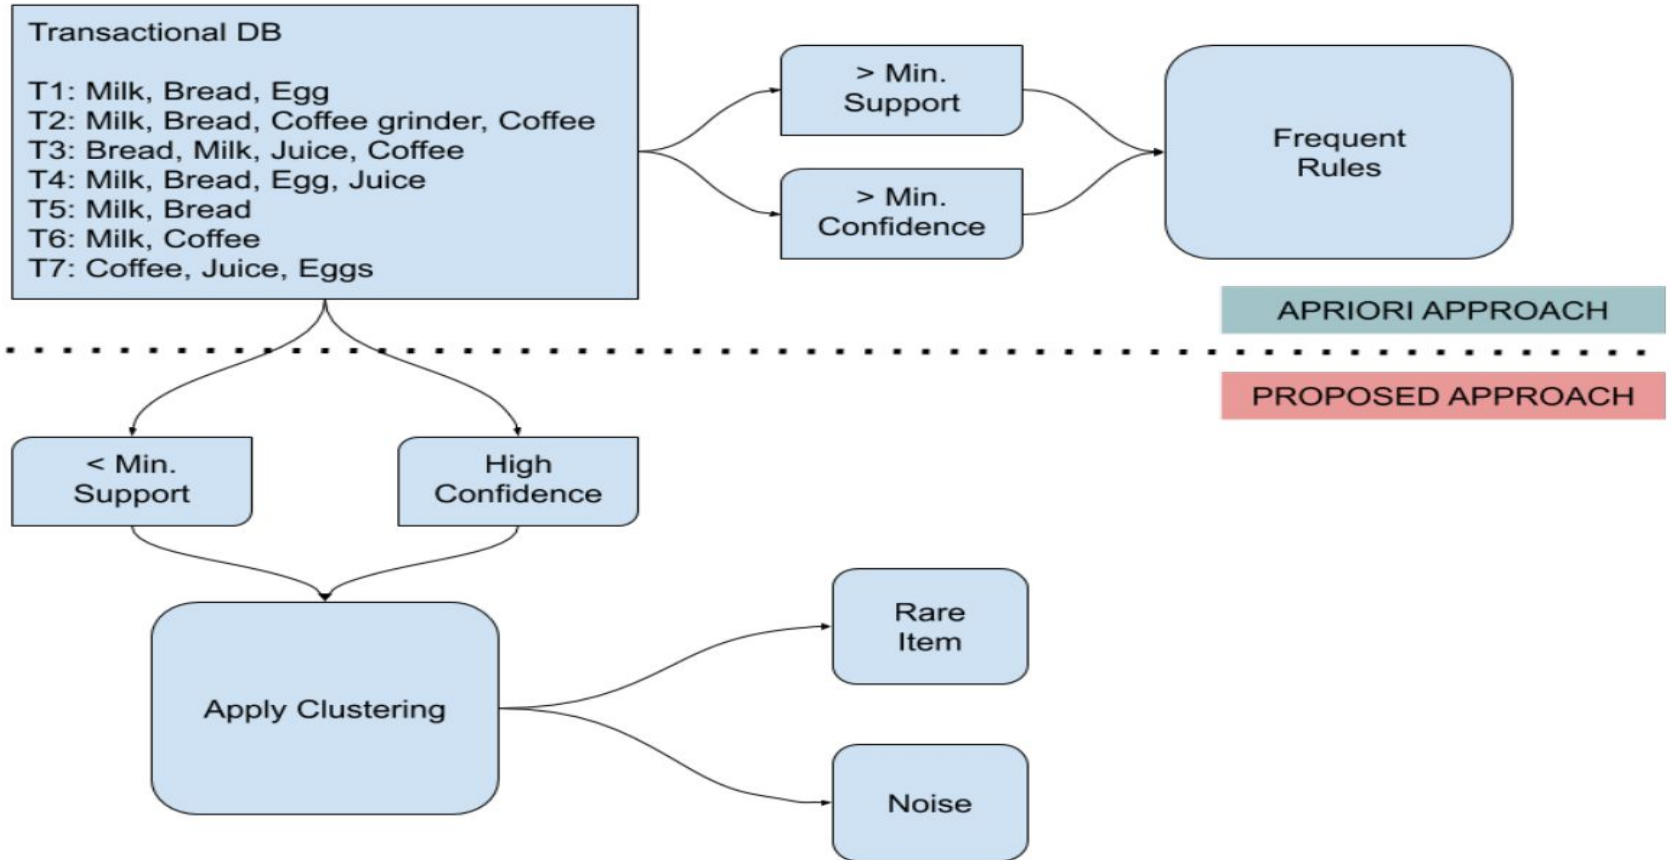 Transactional DB
T1: Milk, Bread, Egg
T2: Milk, Bread, Coffee grinder, Coffee
T3: Bread, Milk, Juice, Coffee
T4: Milk, Bread, Egg, Juice
T5: Milk, Bread
T6: Milk, Coffee
T7: Coffee, Juice, Eggs
> Min.
Support
> Min.
Confidence
Frequent
Rules
APRIORI APPROACH
PROPOSED APPROACH
< Min.
Support
High
Confidence
Apply Clustering
Rare
Item
Noise